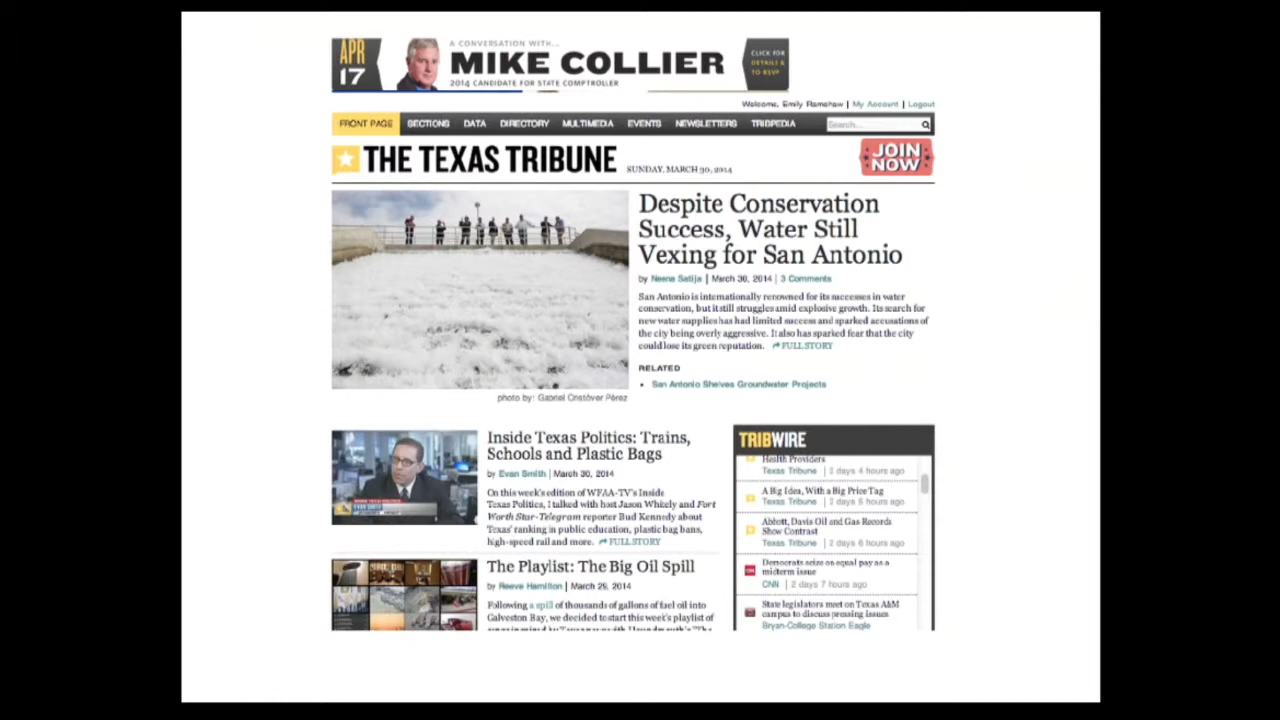 APR
17
A CONVERSATION WITH...
MIKE COLLIER
2014 CANDIDATE FOR STATE COMPTROLLER
CLICK FOR
DETAILS &
TO RSVP
Welcome, Emily Ramshaw | My Account | Logout
FRONT PAGE SECTIONS DATA DIRECTORY MULTIMEDIA EVENTS NEWSLETTERS TRIBPEDIA Search...
THE TEXAS TRIBUNE SUNDAY, MARCH 30, 2014
JOIN
NOW
Despite Conservation
Success, Water Still
Vexing for San Antonio
by Neena Satija | March 30, 2014 | 3 Comments
San Antonio is internationally renowned for its successes in water
conservation, but it still struggles amid explosive growth. Its search for
new water supplies has had limited success and sparked accusations of
the city being overly aggressive. It also has sparked fear that the city
could lose its green reputation. FULL STORY
RELATED
• San Antonio Shelves Groundwater Projects
photo by: Gabriel Cristóver Pérez
Inside Texas Politics: Trains,
Schools and Plastic Bags
by Evan Smith | March 30, 2014
On this week's edition of WFAA-TV's Inside
Texas Politics, I talked with host Jason Whitely and Fort
Worth Star-Telegram reporter Bud Kennedy about
Texas' ranking in public education, plastic bag bans,
high-speed rail and more. FULL STORY
The Playlist: The Big Oil Spill
by Reeve Hamilton | March 29, 2014
Following a spill of thousands of gallons of fuel oil into
Galveston Bay, we decided to start this week's playlist of
TRIBWIRE
Health Providers
Texas Tribune | 2 days 4 hours ago
A Big Idea, With a Big Price Tag
Texas Tribune | 2 days 6 hours ago
Abbott, Davis Oil and Gas Records
Show Contrast
Texas Tribune | 2 days 6 hours ago
Democrats seize on equal pay as a
midterm issue
CNN | 2 days 7 hours ago
State legislators meet on Texas A&M
campus to discuss pressing issues
Bryan-College Station Eagle